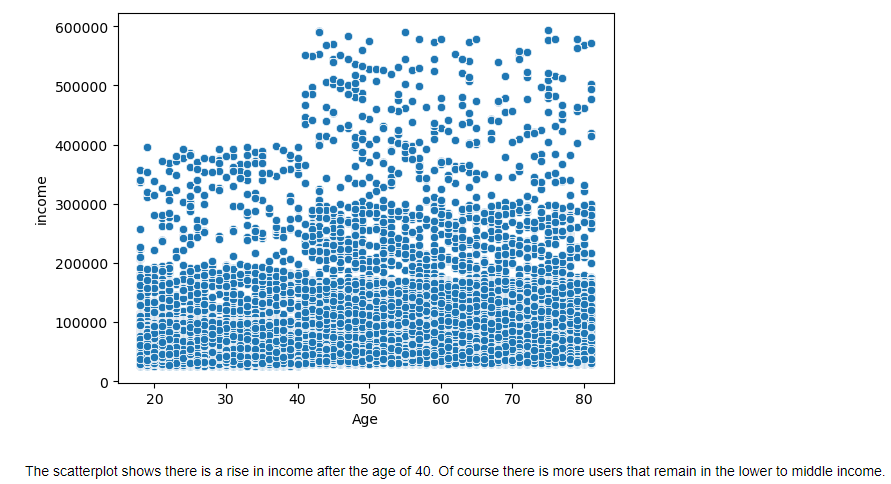 600000
500000
400000
300000
200000
100000
0
income
20 30 40 50 60 70 80
Age
The scatterplot shows there is a rise in income after the age of 40. Of course there is more users that remain in the lower to middle income.